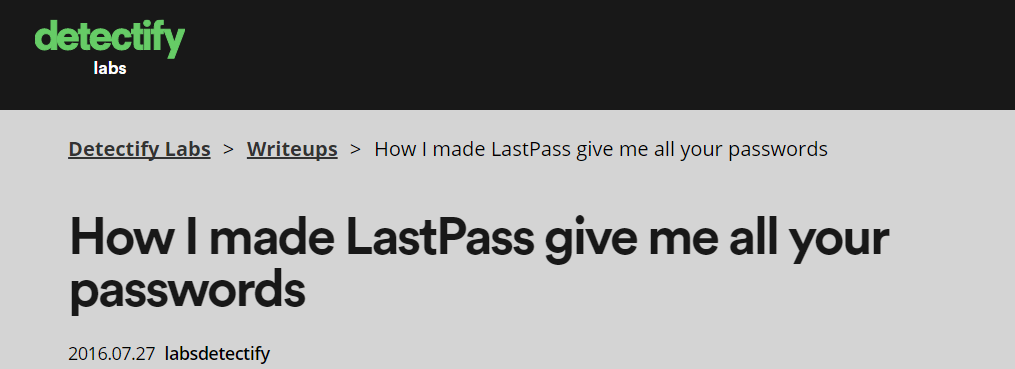 detectify
labs
Detectify Labs > Writeups > How I made LastPass give me all your passwords
How I made LastPass give me all your
passwords
2016.07.27 labsdetectify